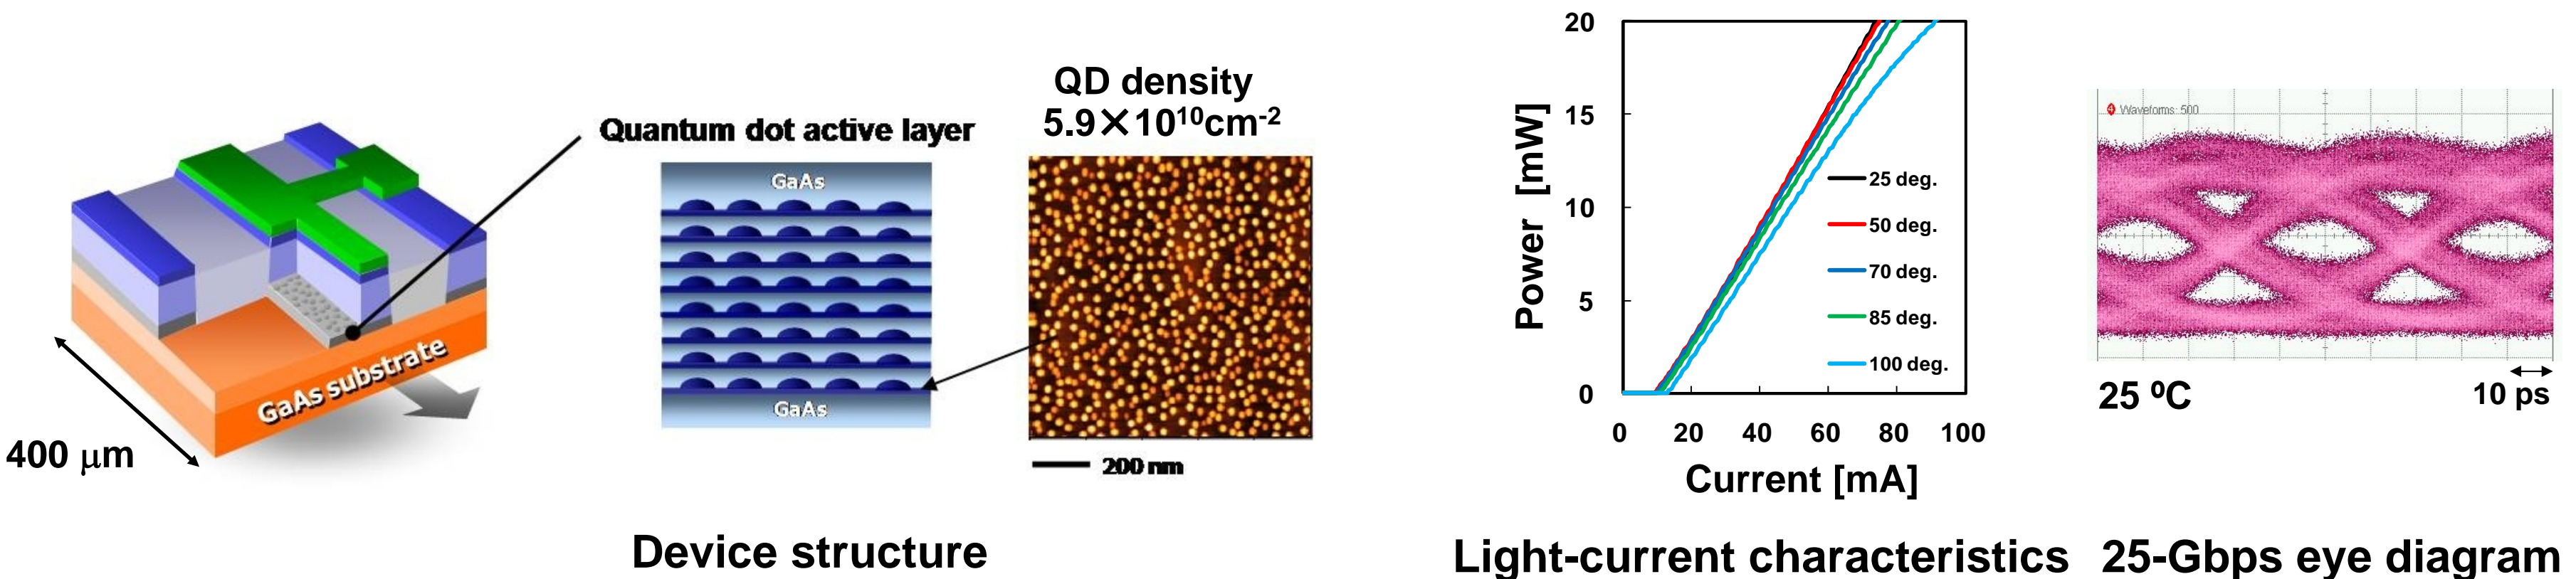 Quantum dot active layer
QD density
5.9×10¹⁰cm⁻²
GaAs
GaAs
GaAs substrate
400 μm
200 nm
Device structure
Power [mW]
20
15
10
5
0
0 20 40 60 80 100
Current [mA]
25 deg.
50 deg.
70 deg.
85 deg.
100 deg.
Light-current characteristics
4 Waveforms: 500
25 ºC
10 ps
25-Gbps eye diagram